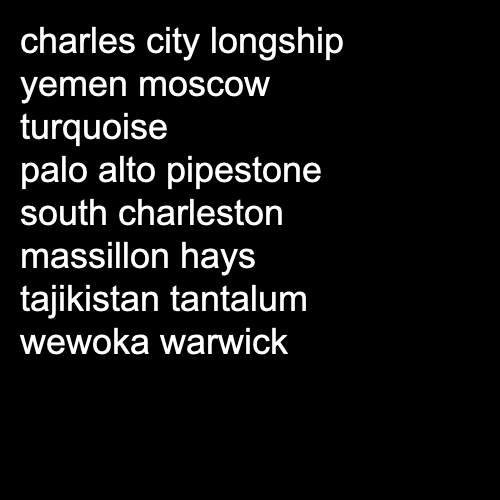 charles city longship
yemen moscow
turquoise
palo alto pipestone
south charleston
massillon hays
tajikistan tantalum
wewoka warwick